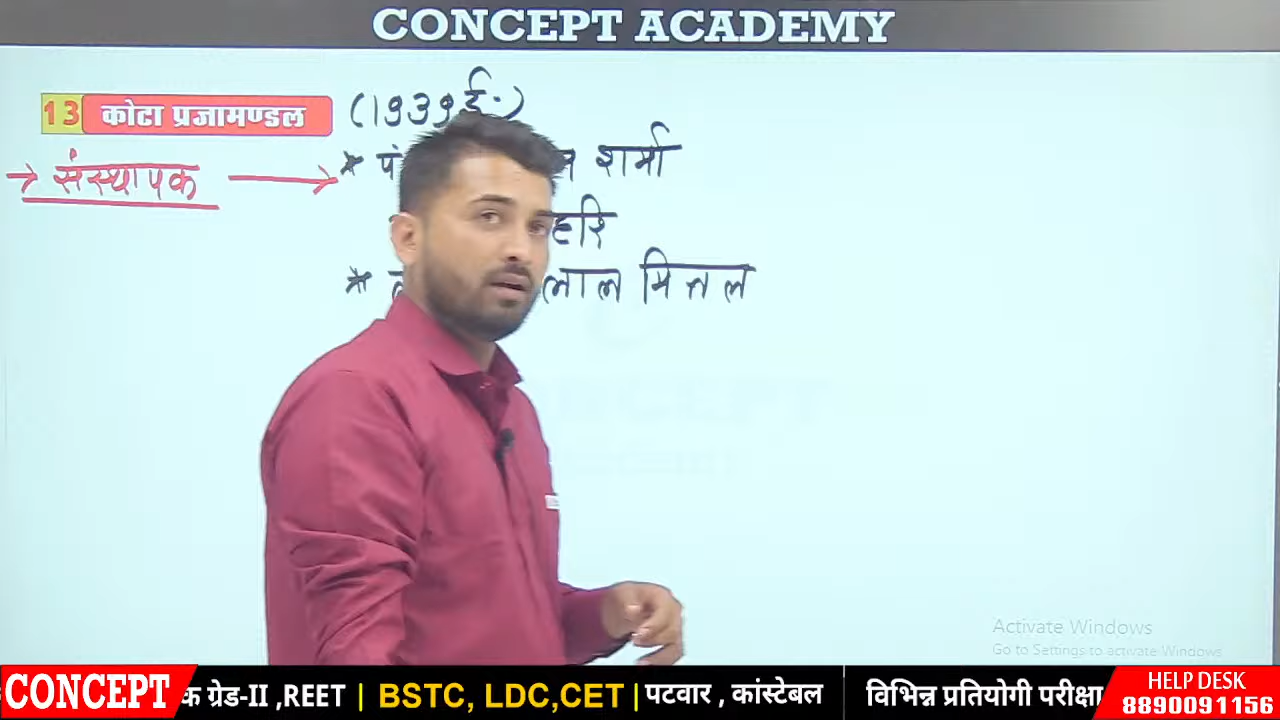 CONCEPT ACADEMY
13 कोटा प्रजामण्डल (1939 ई.)
→ संस्थापक → * पं शर्मा
हरि
* लाल मित्तल
Activate Windows
Go to Settings to activate Windows
CONCEPT क ग्रेड-II ,REET | BSTC, LDC,CET | पटवार , कांस्टेबल विभिन्न प्रतियोगी परीक्षा HELP DESK
8890091156